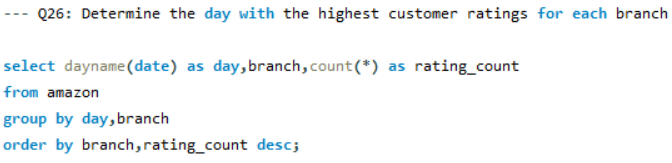 --- Q26: Determine the day with the highest customer ratings for each branch
select dayname(date) as day,branch,count(*) as rating_count
from amazon
group by day,branch
order by branch,rating_count desc;